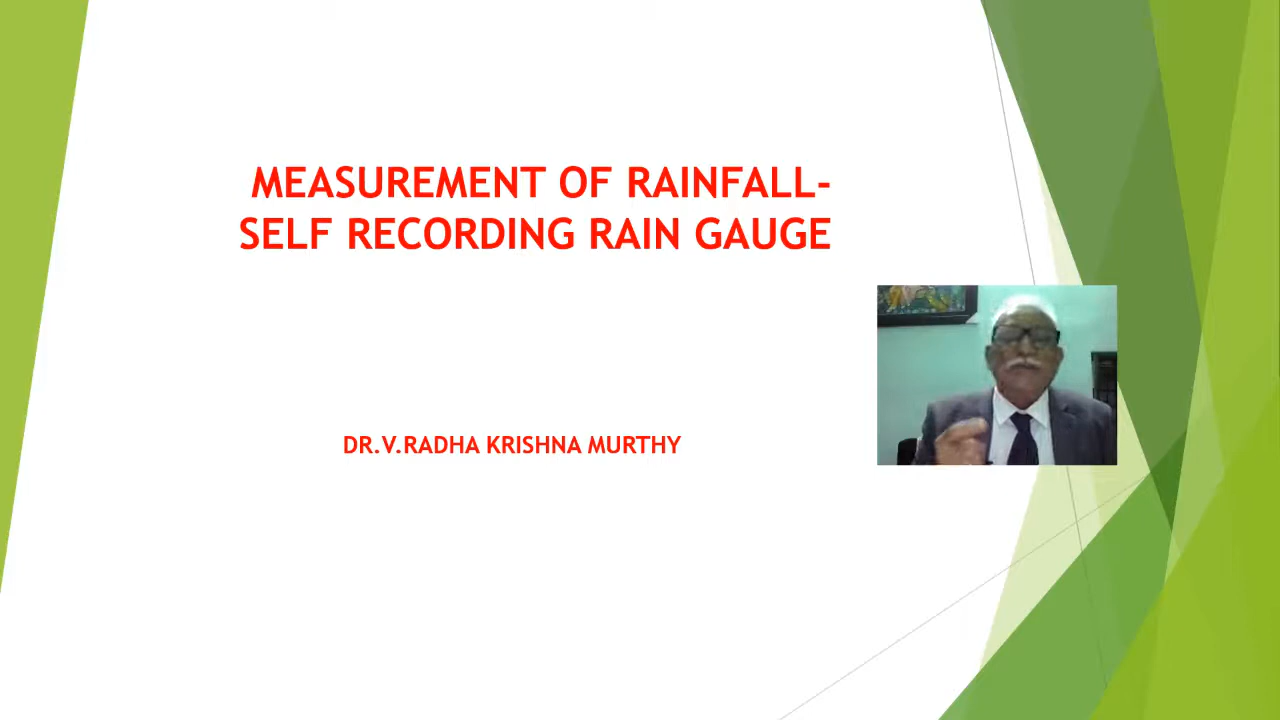 MEASUREMENT OF RAINFALL-
SELF RECORDING RAIN GAUGE
DR.V.RADHA KRISHNA MURTHY